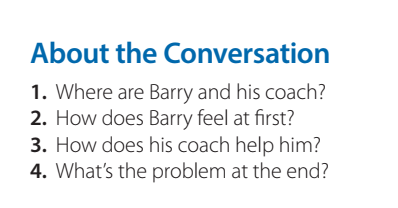 About the Conversation
1. Where are Barry and his coach?
2. How does Barry feel at first?
3. How does his coach help him?
4. What's the problem at the end?